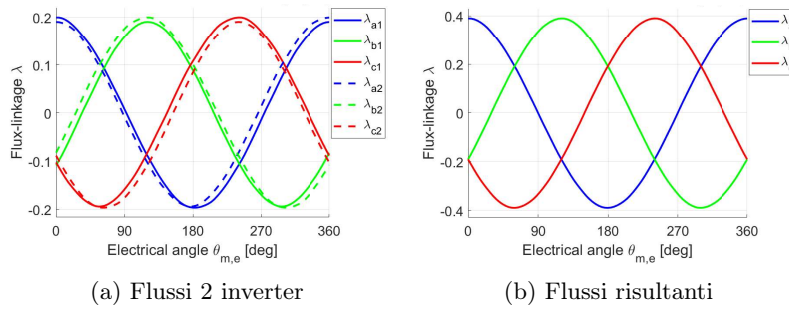 0.2
0.1
0
-0.1
-0.2
Flux-linkage λ
0
90
180
270
360
Electrical angle θm,e [deg]
λa1
λb1
λc1
λa2
λb2
λc2
(a) Flussi 2 inverter
0.4
0.2
0
-0.2
-0.4
Flux-linkage λ
0
90
180
270
360
Electrical angle θm,e [deg]
λ
λ
λ
(b) Flussi risultanti